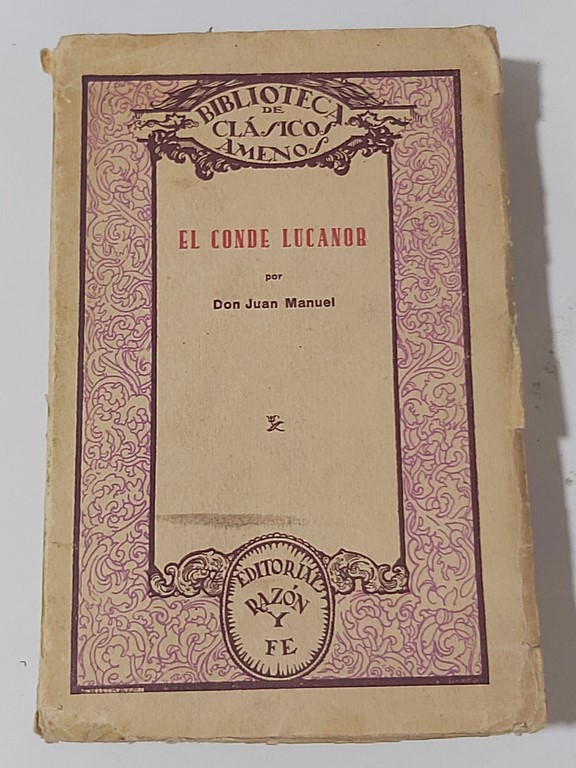 BIBLIOTECA
DE
CLÁSICOS
AMENOS
EL CONDE LUCANOR
por
Don Juan Manuel
EDITORIAL
RAZÓN
Y
FE